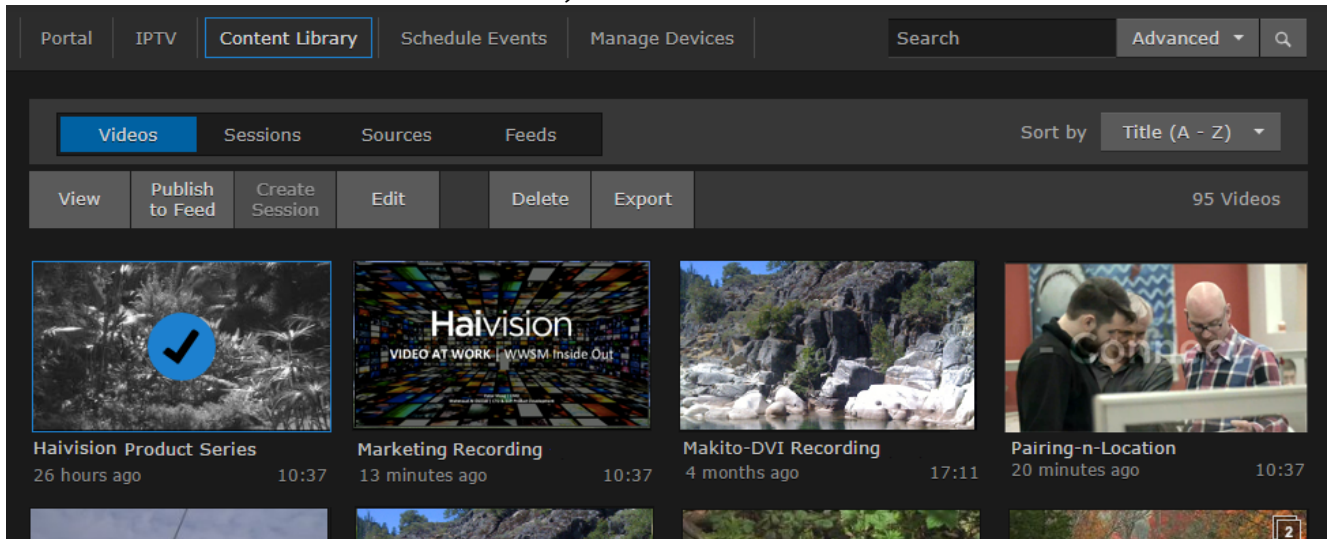 Portal IPTV Content Library Schedule Events Manage Devices Search Advanced
Videos Sessions Sources Feeds Sort by Title (A - Z)
View Publish to Feed Create Session Edit Delete Export 95 Videos
Haivision
VIDEO AT WORK | WWSM Inside Out
Connect
Haivision Product Series Marketing Recording Makito-DVI Recording Pairing-n-Location
26 hours ago 10:37 13 minutes ago 10:37 4 months ago 17:11 20 minutes ago 10:37
2